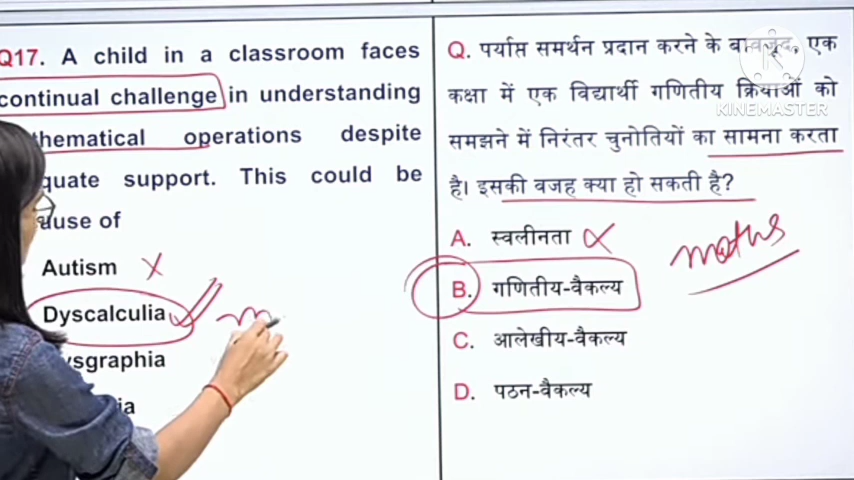 Q17. A child in a classroom faces
continual challenge in understanding
thematical operations despite
quate support. This could be
use of
Autism
Dyscalculia
sgraphia
ia
Q. पर्याप्त समर्थन प्रदान करने के बावजूद, एक
कक्षा में एक विद्यार्थी गणितीय क्रियाओं को
समझने में निरंतर चुनोतियों का सामना करता
है। इसकी वजह क्या हो सकती है?
A. स्वलीनता
B. गणितीय-वैकल्य
C. आलेखीय-वैकल्य
D. पठन-वैकल्य
maths
m
KINEMASTER